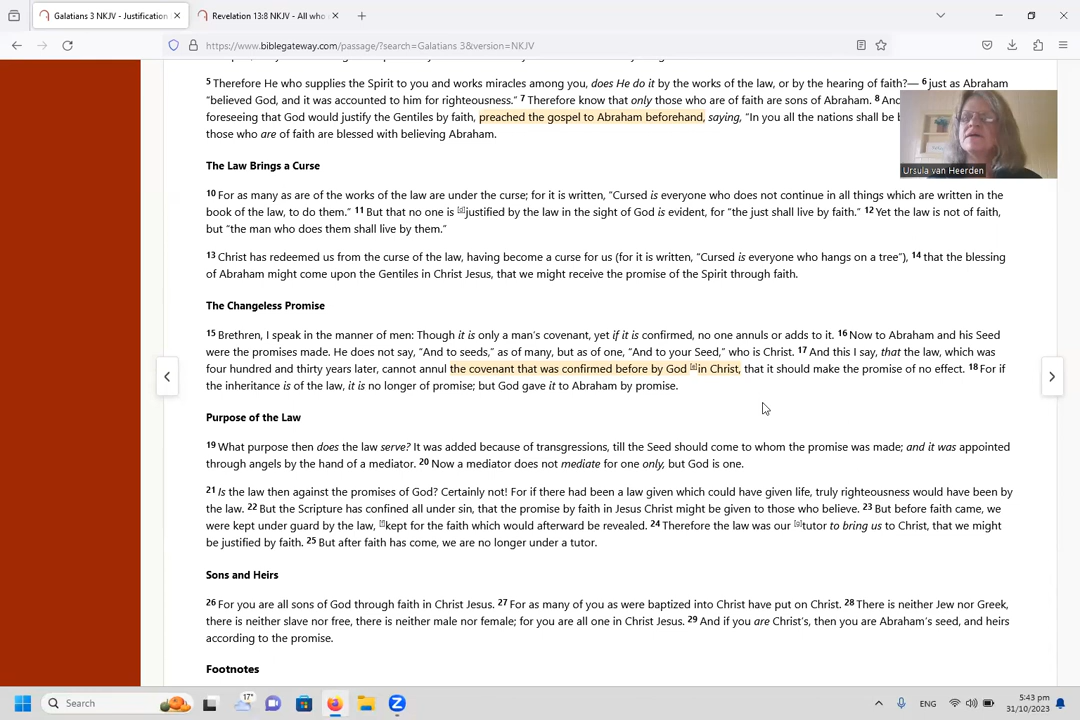 Galatians 3 NKJV - Justification
Revelation 13:8 NKJV - All who
https://www.biblegateway.com/passage/?search=Galatians 3&version=NKJV
5 Therefore He who supplies the Spirit to you and works miracles among you, does He do it by the works of the law, or by the hearing of faith?— 6 just as Abraham
“believed God, and it was accounted to him for righteousness.” 7 Therefore know that only those who are of faith are sons of Abraham. 8 And
foreseeing that God would justify the Gentiles by faith, preached the gospel to Abraham beforehand, saying, “In you all the nations shall be
those who are of faith are blessed with believing Abraham.
Ursula van Heerden
The Law Brings a Curse
10 For as many as are of the works of the law are under the curse; for it is written, “Cursed is everyone who does not continue in all things which are written in the
book of the law, to do them.” 11 But that no one is [d]justified by the law in the sight of God is evident, for “the just shall live by faith.” 12 Yet the law is not of faith,
but “the man who does them shall live by them.”
13 Christ has redeemed us from the curse of the law, having become a curse for us (for it is written, “Cursed is everyone who hangs on a tree”), 14 that the blessing
of Abraham might come upon the Gentiles in Christ Jesus, that we might receive the promise of the Spirit through faith.
The Changeless Promise
15 Brethren, I speak in the manner of men: Though it is only a man’s covenant, yet if it is confirmed, no one annuls or adds to it. 16 Now to Abraham and his Seed
were the promises made. He does not say, “And to seeds,” as of many, but as of one, “And to your Seed,” who is Christ. 17 And this I say, that the law, which was
four hundred and thirty years later, cannot annul the covenant that was confirmed before by God [e]in Christ, that it should make the promise of no effect. 18 For if
the inheritance is of the law, it is no longer of promise; but God gave it to Abraham by promise.
Purpose of the Law
19 What purpose then does the law serve? It was added because of transgressions, till the Seed should come to whom the promise was made; and it was appointed
through angels by the hand of a mediator. 20 Now a mediator does not mediate for one only, but God is one.
21 Is the law then against the promises of God? Certainly not! For if there had been a law given which could have given life, truly righteousness would have been by
the law. 22 But the Scripture has confined all under sin, that the promise by faith in Jesus Christ might be given to those who believe. 23 But before faith came, we
were kept under guard by the law, [f]kept for the faith which would afterward be revealed. 24 Therefore the law was our [g]tutor to bring us to Christ, that we might
be justified by faith. 25 But after faith has come, we are no longer under a tutor.
Sons and Heirs
26 For you are all sons of God through faith in Christ Jesus. 27 For as many of you as were baptized into Christ have put on Christ. 28 There is neither Jew nor Greek,
there is neither slave nor free, there is neither male nor female; for you are all one in Christ Jesus. 29 And if you are Christ’s, then you are Abraham’s seed, and heirs
according to the promise.
Footnotes
Search
17°
ENG
5:43 pm
31/10/2023